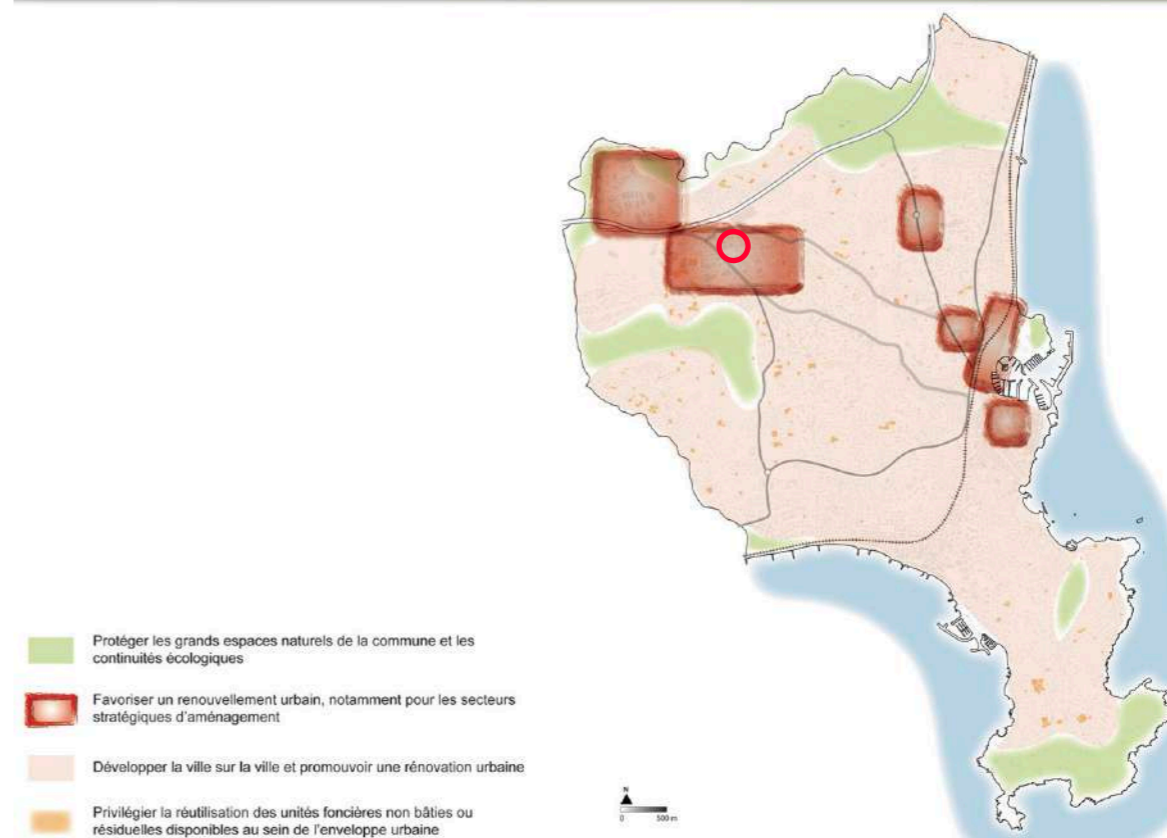 Protéger les grands espaces naturels de la commune et les
continuités écologiques
Favoriser un renouvellement urbain, notamment pour les secteurs
stratégiques d'aménagement
Développer la ville sur la ville et promouvoir une rénovation urbaine
Privilégier la réutilisation des unités foncières non bâties ou
résiduelles disponibles au sein de l'enveloppe urbaine
N
0 500 m